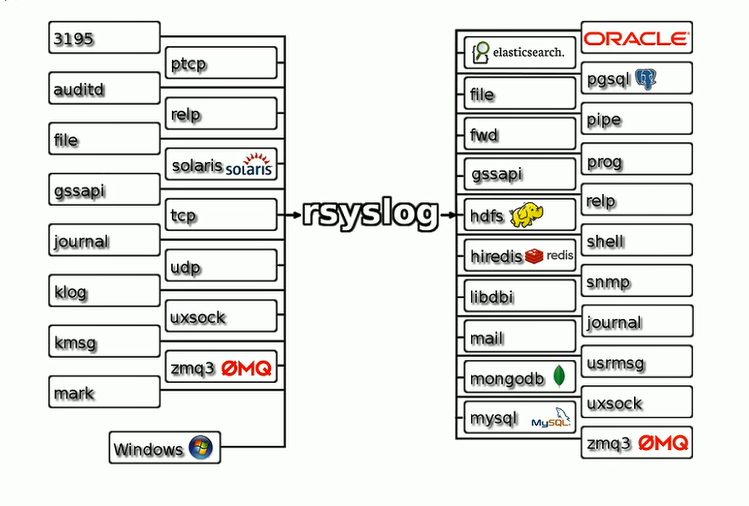 3195
ptcp
auditd
relp
file
solaris solaris
gssapi
tcp
journal
udp
klog
uxsock
kmsg
zmq3 ØMQ
mark
Windows
rsyslog
ORACLE®
elasticsearch.
pgsql
file
pipe
fwd
prog
gssapi
relp
hdfs
shell
hiredis redis
snmp
libdbi
journal
mail
usrmsg
mongodb
uxsock
mysql MySQL.
zmq3 ØMQ